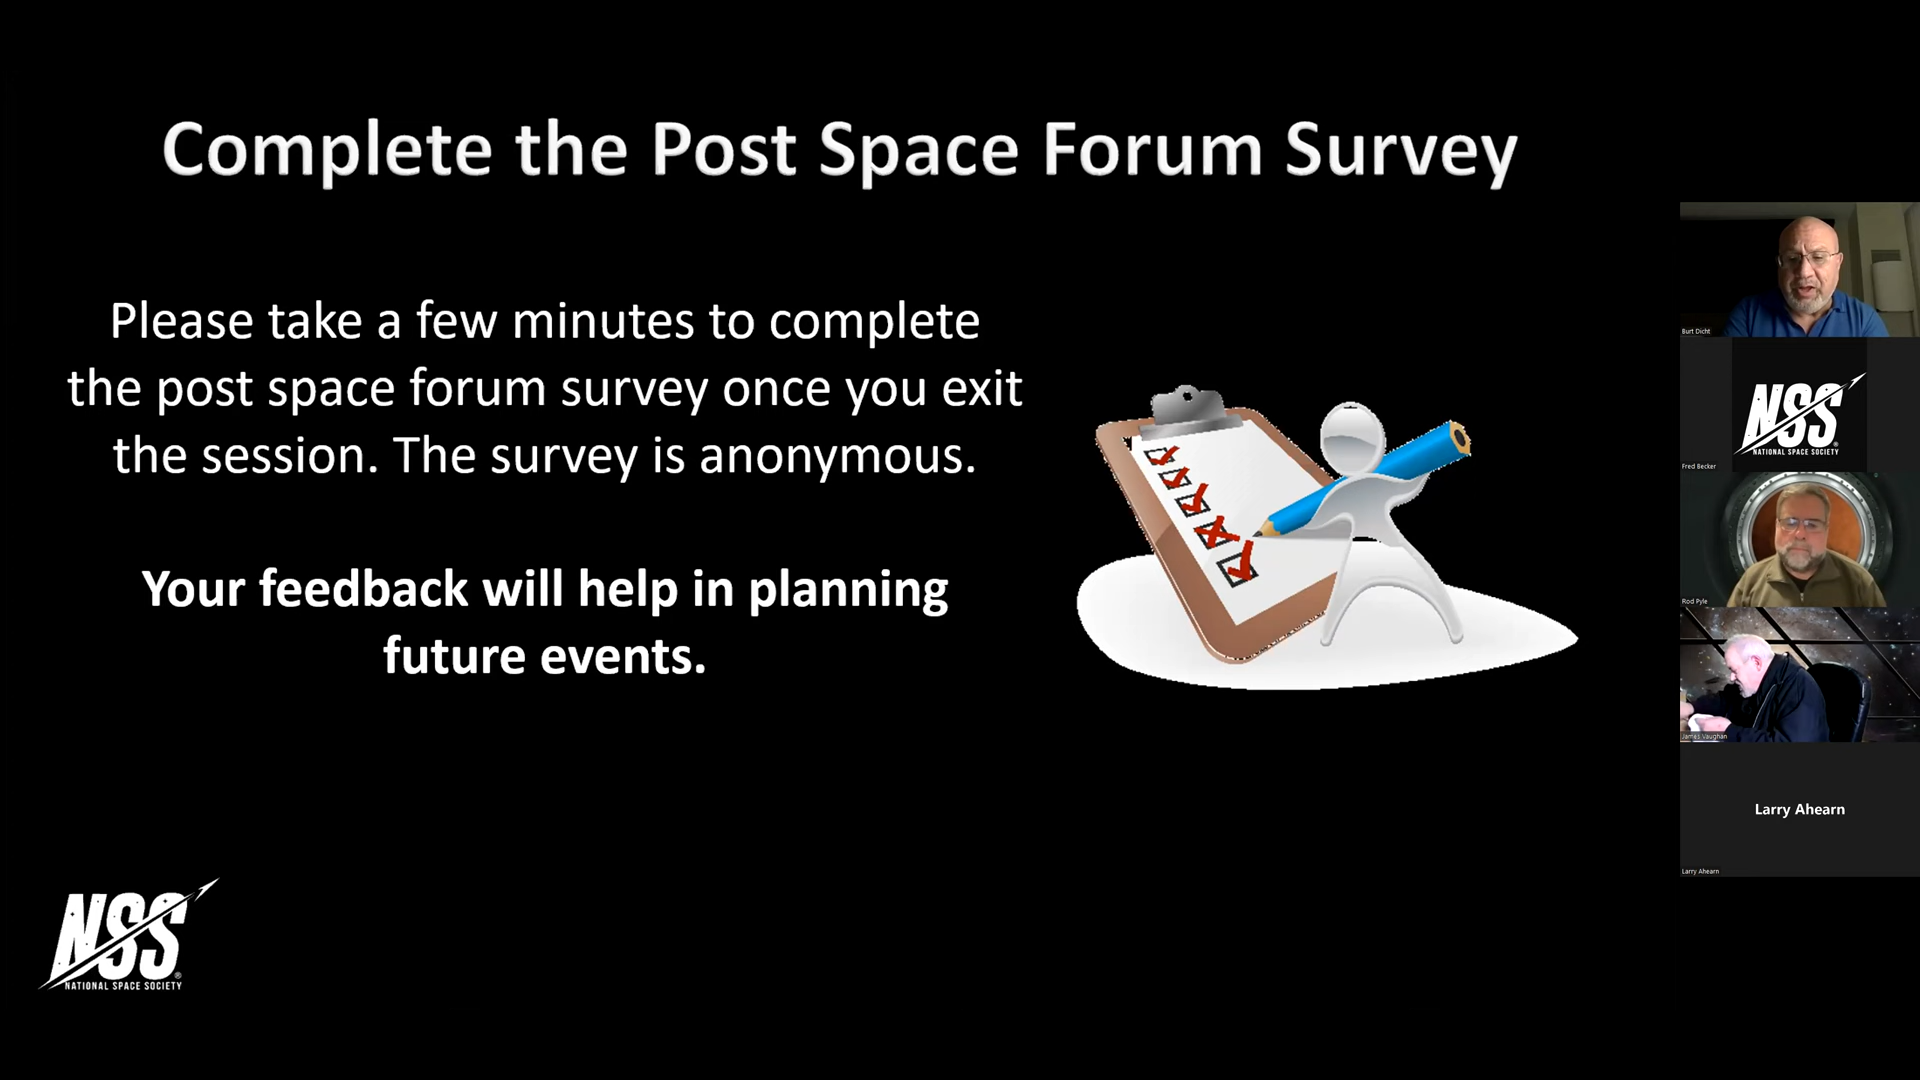 Complete the Post Space Forum Survey
Please take a few minutes to complete
the post space forum survey once you exit
the session. The survey is anonymous.
Your feedback will help in planning
future events.
NSS
NATIONAL SPACE SOCIETY
Burt Dicht
NSS
NATIONAL SPACE SOCIETY
Fred Becker
Rod Pyle
James Vaughan
Larry Ahearn
Larry Ahearn